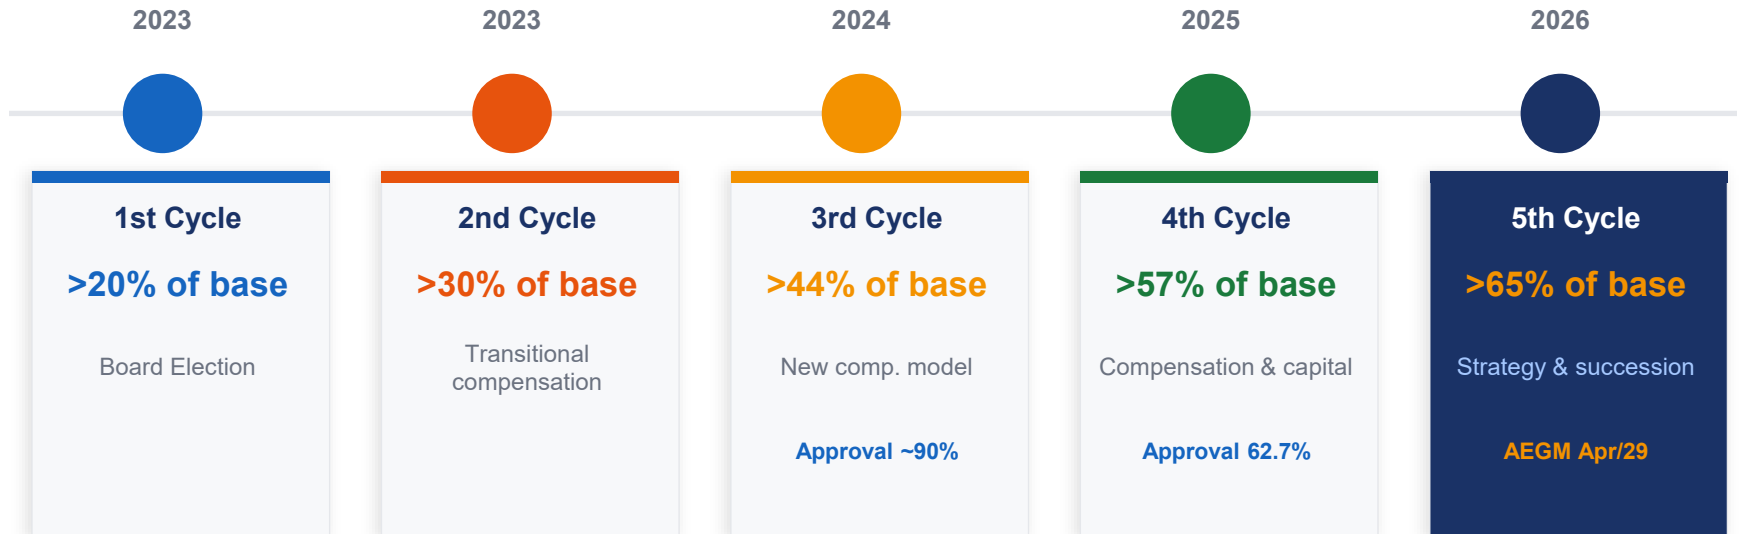 2023
2023
2024
2025
2026
1st Cycle
>20% of base
Board Election
2nd Cycle
>30% of base
Transitional
compensation
3rd Cycle
>44% of base
New comp. model
Approval ~90%
4th Cycle
>57% of base
Compensation & capital
Approval 62.7%
5th Cycle
>65% of base
Strategy & succession
AEGM Apr/29